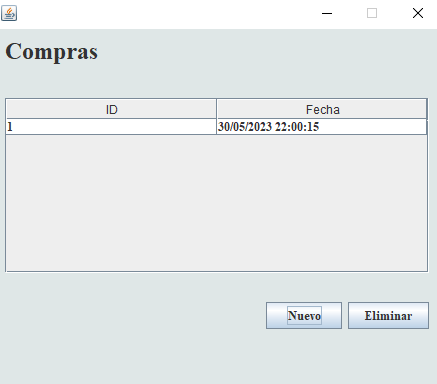 Compras
ID Fecha
1 30/05/2023 22:00:15
Nuevo Eliminar